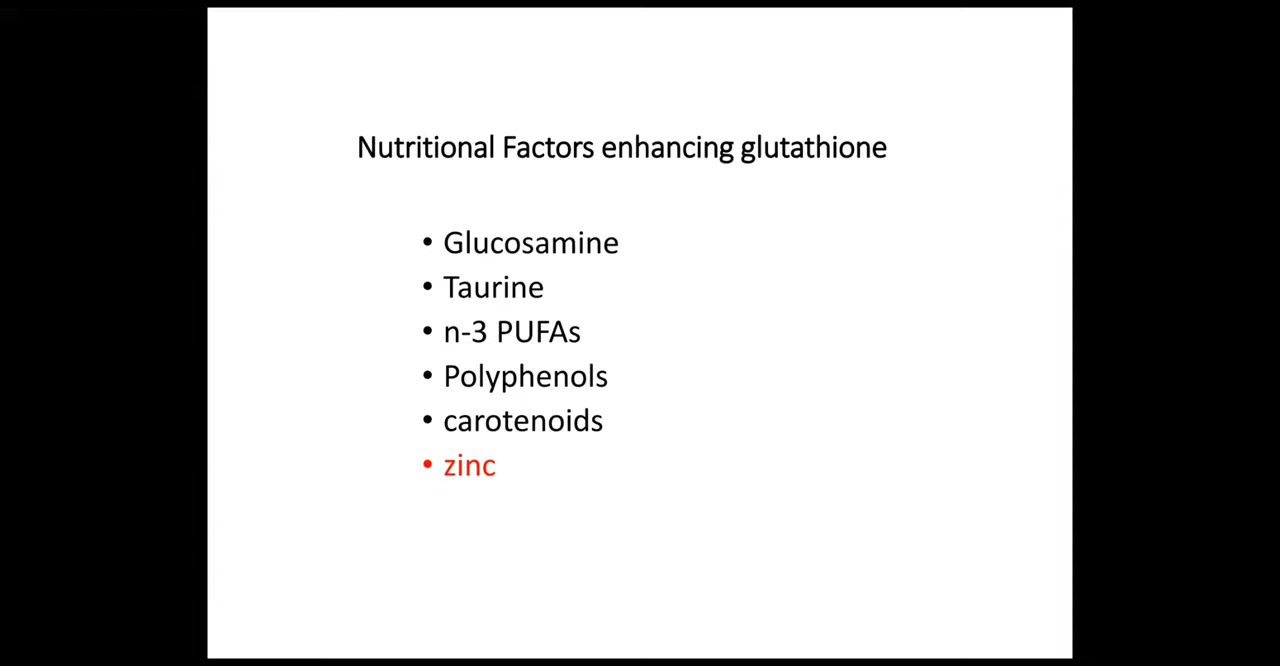 Nutritional Factors enhancing glutathione
• Glucosamine
• Taurine
• n-3 PUFAs
• Polyphenols
• carotenoids
• zinc